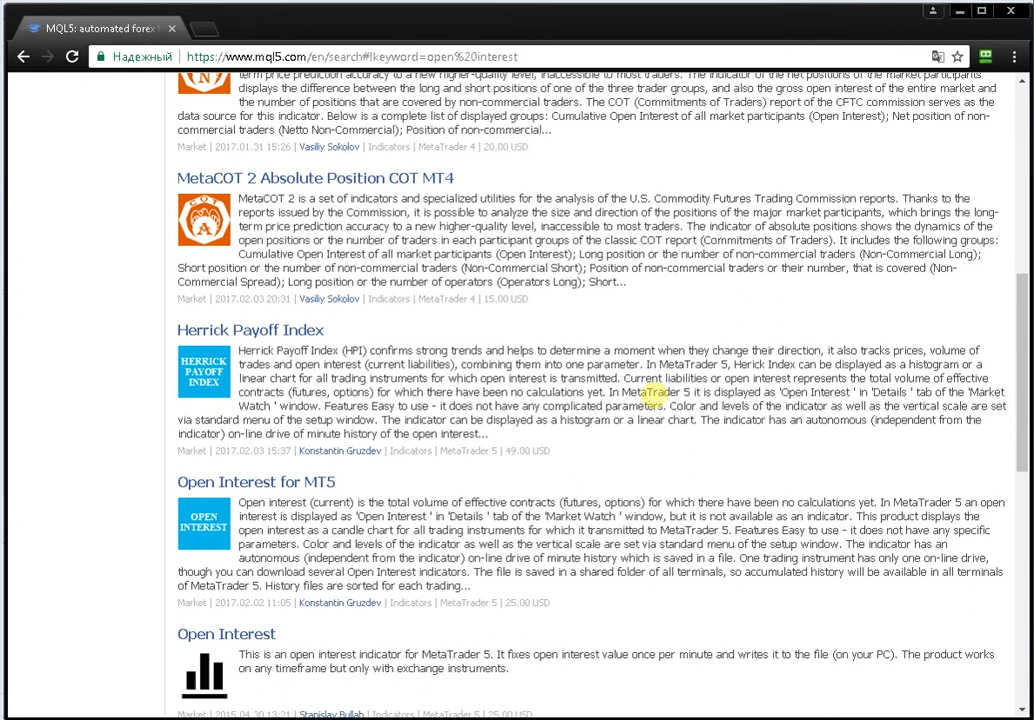 MQL5: automated forex t
Надежный https://www.mql5.com/en/search#!keyword=open%20interest
term price prediction accuracy to a new higher-quality level, inaccessible to most traders. The indicator of the net positions of the market participants
displays the difference between the long and short positions of one of the three trader groups, and also the gross open interest of the entire market and
the number of positions that are covered by non-commercial traders. The COT (Commitments of Traders) report of the CFTC commission serves as the
data source for this indicator. Below is a complete list of displayed groups: Cumulative Open Interest of all market participants (Open Interest); Net position of non-
commercial traders (Netto Non-Commercial); Position of non-commercial...
Market | 2017.01.31 15:26 | Vasiliy Sokolov | Indicators | MetaTrader 4 | 20.00 USD
MetaCOT 2 Absolute Position COT MT4
COT
A
MetaCOT 2 is a set of indicators and specialized utilities for the analysis of the U.S. Commodity Futures Trading Commission reports. Thanks to the
reports issued by the Commission, it is possible to analyze the size and direction of the positions of the major market participants, which brings the long-
term price prediction accuracy to a new higher-quality level, inaccessible to most traders. The indicator of absolute positions shows the dynamics of the
open positions or the number of traders in each participant groups of the classic COT report (Commitments of Traders). It includes the following groups:
Cumulative Open Interest of all market participants (Open Interest); Long position or the number of non-commercial traders (Non-Commercial Long);
Short position or the number of non-commercial traders (Non-Commercial Short); Position of non-commercial traders or their number, that is covered (Non-
Commercial Spread); Long position or the number of operators (Operators Long); Short...
Market | 2017.02.03 20:31 | Vasiliy Sokolov | Indicators | MetaTrader 4 | 15.00 USD
Herrick Payoff Index
HERRICK
PAYOFF
INDEX
Herrick Payoff Index (HPI) confirms strong trends and helps to determine a moment when they change their direction, it also tracks prices, volume of
trades and open interest (current liabilities), combining them into one parameter. In MetaTrader 5, Herick Index can be displayed as a histogram or a
linear chart for all trading instruments for which open interest is transmitted. Current liabilities or open interest represents the total volume of effective
contracts (futures, options) for which there have been no calculations yet. In MetaTrader 5 it is displayed as 'Open Interest ' in 'Details ' tab of the 'Market
Watch ' window. Features Easy to use - it does not have any complicated parameters. Color and levels of the indicator as well as the vertical scale are set
via standard menu of the setup window. The indicator can be displayed as a histogram or a linear chart. The indicator has an autonomous (independent from the
indicator) on-line drive of minute history of the open interest...
Market | 2017.02.03 15:37 | Konstantin Gruzdev | Indicators | MetaTrader 5 | 49.00 USD
Open Interest for MT5
OPEN
INTEREST
Open interest (current) is the total volume of effective contracts (futures, options) for which there have been no calculations yet. In MetaTrader 5 an open
interest is displayed as 'Open Interest ' in 'Details ' tab of the 'Market Watch ' window, but it is not available as an indicator. This product displays the
open interest as a candle chart for all trading instruments for which it transmitted to MetaTrader 5. Features Easy to use - it does not have any specific
parameters. Color and levels of the indicator as well as the vertical scale are set via standard menu of the setup window. The indicator has an
autonomous (independent from the indicator) on-line drive of minute history which is saved in a file. One trading instrument has only one on-line drive,
though you can download several Open Interest indicators. The file is saved in a shared folder of all terminals, so accumulated history will be available in all terminals
of MetaTrader 5. History files are sorted for each trading...
Market | 2017.02.02 11:05 | Konstantin Gruzdev | Indicators | MetaTrader 5 | 25.00 USD
Open Interest
This is an open interest indicator for MetaTrader 5. It fixes open interest value once per minute and writes it to the file (on your PC). The product works
on any timeframe but only with exchange instruments.
Market | 2015.04.30 13:21 | Stanislav Bullah | Indicators | MetaTrader 5 | 25.00 USD